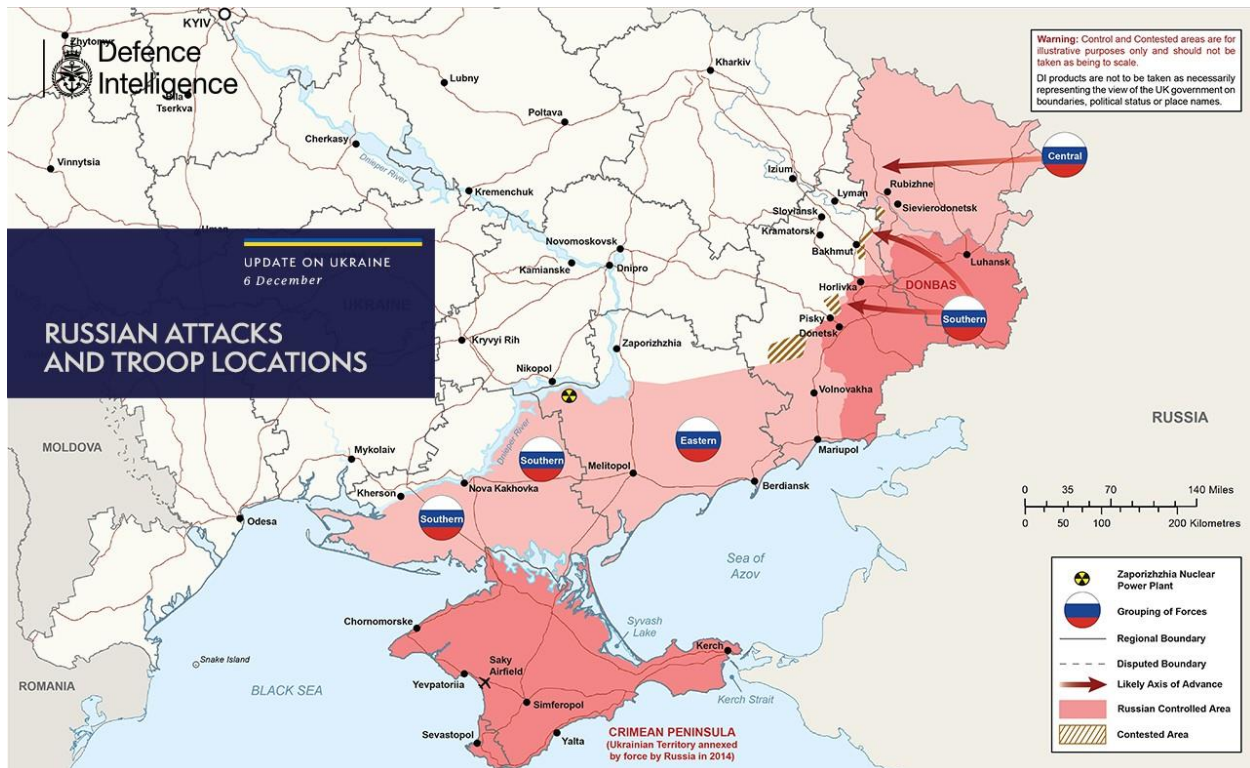 KYIV
Zhytomyr
Defence
Intelligence
Bila
Tserkva
Lubny
Kharkiv
Poltava
Cherkasy
Dnieper River
Vinnytsia
Kremenchuk
Uman
UKRAINE
Warning: Control and Contested areas are for
illustrative purposes only and should not be
taken as being to scale.
DI products are not to be taken as necessarily
representing the view of the UK government on
boundaries, political status or place names.
Central
Izium
Lyman
Rubizhne
Sievierodonetsk
Sloviansk
Kramatorsk
Bakhmut
Luhansk
Horlivka
DONBAS
Southern
Pisky
Donetsk
Novomoskovsk
Kamianske
Dnipro
UPDATE ON UKRAINE
6 December
RUSSIAN ATTACKS
AND TROOP LOCATIONS
Kryvyi Rih
Zaporizhzhia
Nikopol
Volnovakha
RUSSIA
MOLDOVA
Mykolaiv
Dnieper River
Southern
Eastern
Melitopol
Mariupol
Berdiansk
Kherson
Nova Kakhovka
Southern
Odesa
Sea of
Azov
0 35 70 140 Miles
0 50 100 200 Kilometres
Chornomorske
Syvash
Lake
Kerch
Kerch Strait
Snake Island
ROMANIA
BLACK SEA
Saky
Airfield
Yevpatoriia
Simferopol
Sevastopol
Yalta
CRIMEAN PENINSULA
(Ukrainian Territory annexed
by force by Russia in 2014)
Zaporizhzhia Nuclear
Power Plant
Grouping of Forces
Regional Boundary
Disputed Boundary
Likely Axis of Advance
Russian Controlled Area
Contested Area